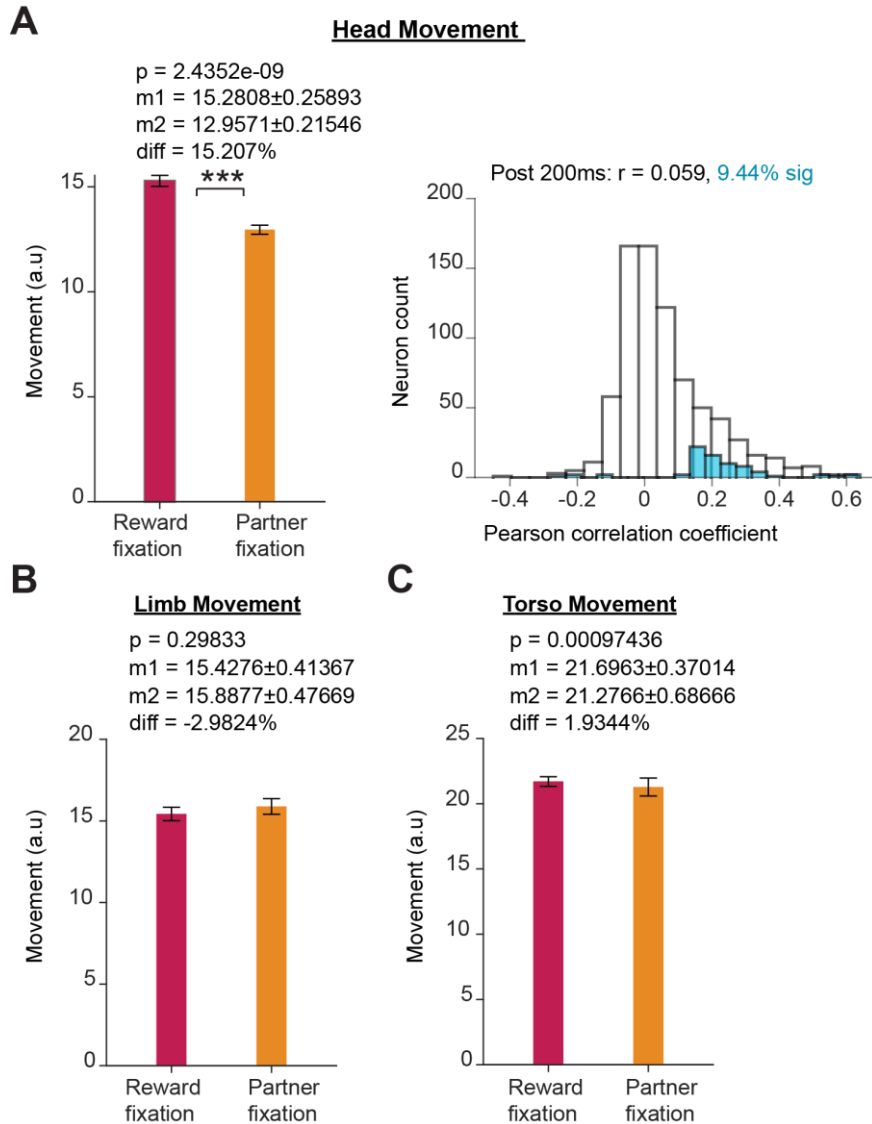 A
Head Movement
p = 2.4352e-09
m1 = 15.2808±0.25893
m2 = 12.9571±0.21546
diff = 15.207%
***
15
10
5
0
Movement (a.u)
Reward
fixation
Partner
fixation
Post 200ms: r = 0.059, 9.44% sig
200
150
100
50
0
Neuron count
-0.4 -0.2 0 0.2 0.4 0.6
Pearson correlation coefficient
B
Limb Movement
p = 0.29833
m1 = 15.4276±0.41367
m2 = 15.8877±0.47669
diff = -2.9824%
20
15
10
5
0
Movement (a.u)
Reward
fixation
Partner
fixation
C
Torso Movement
p = 0.00097436
m1 = 21.6963±0.37014
m2 = 21.2766±0.68666
diff = 1.9344%
25
20
15
10
5
0
Movement (a.u)
Reward
fixation
Partner
fixation